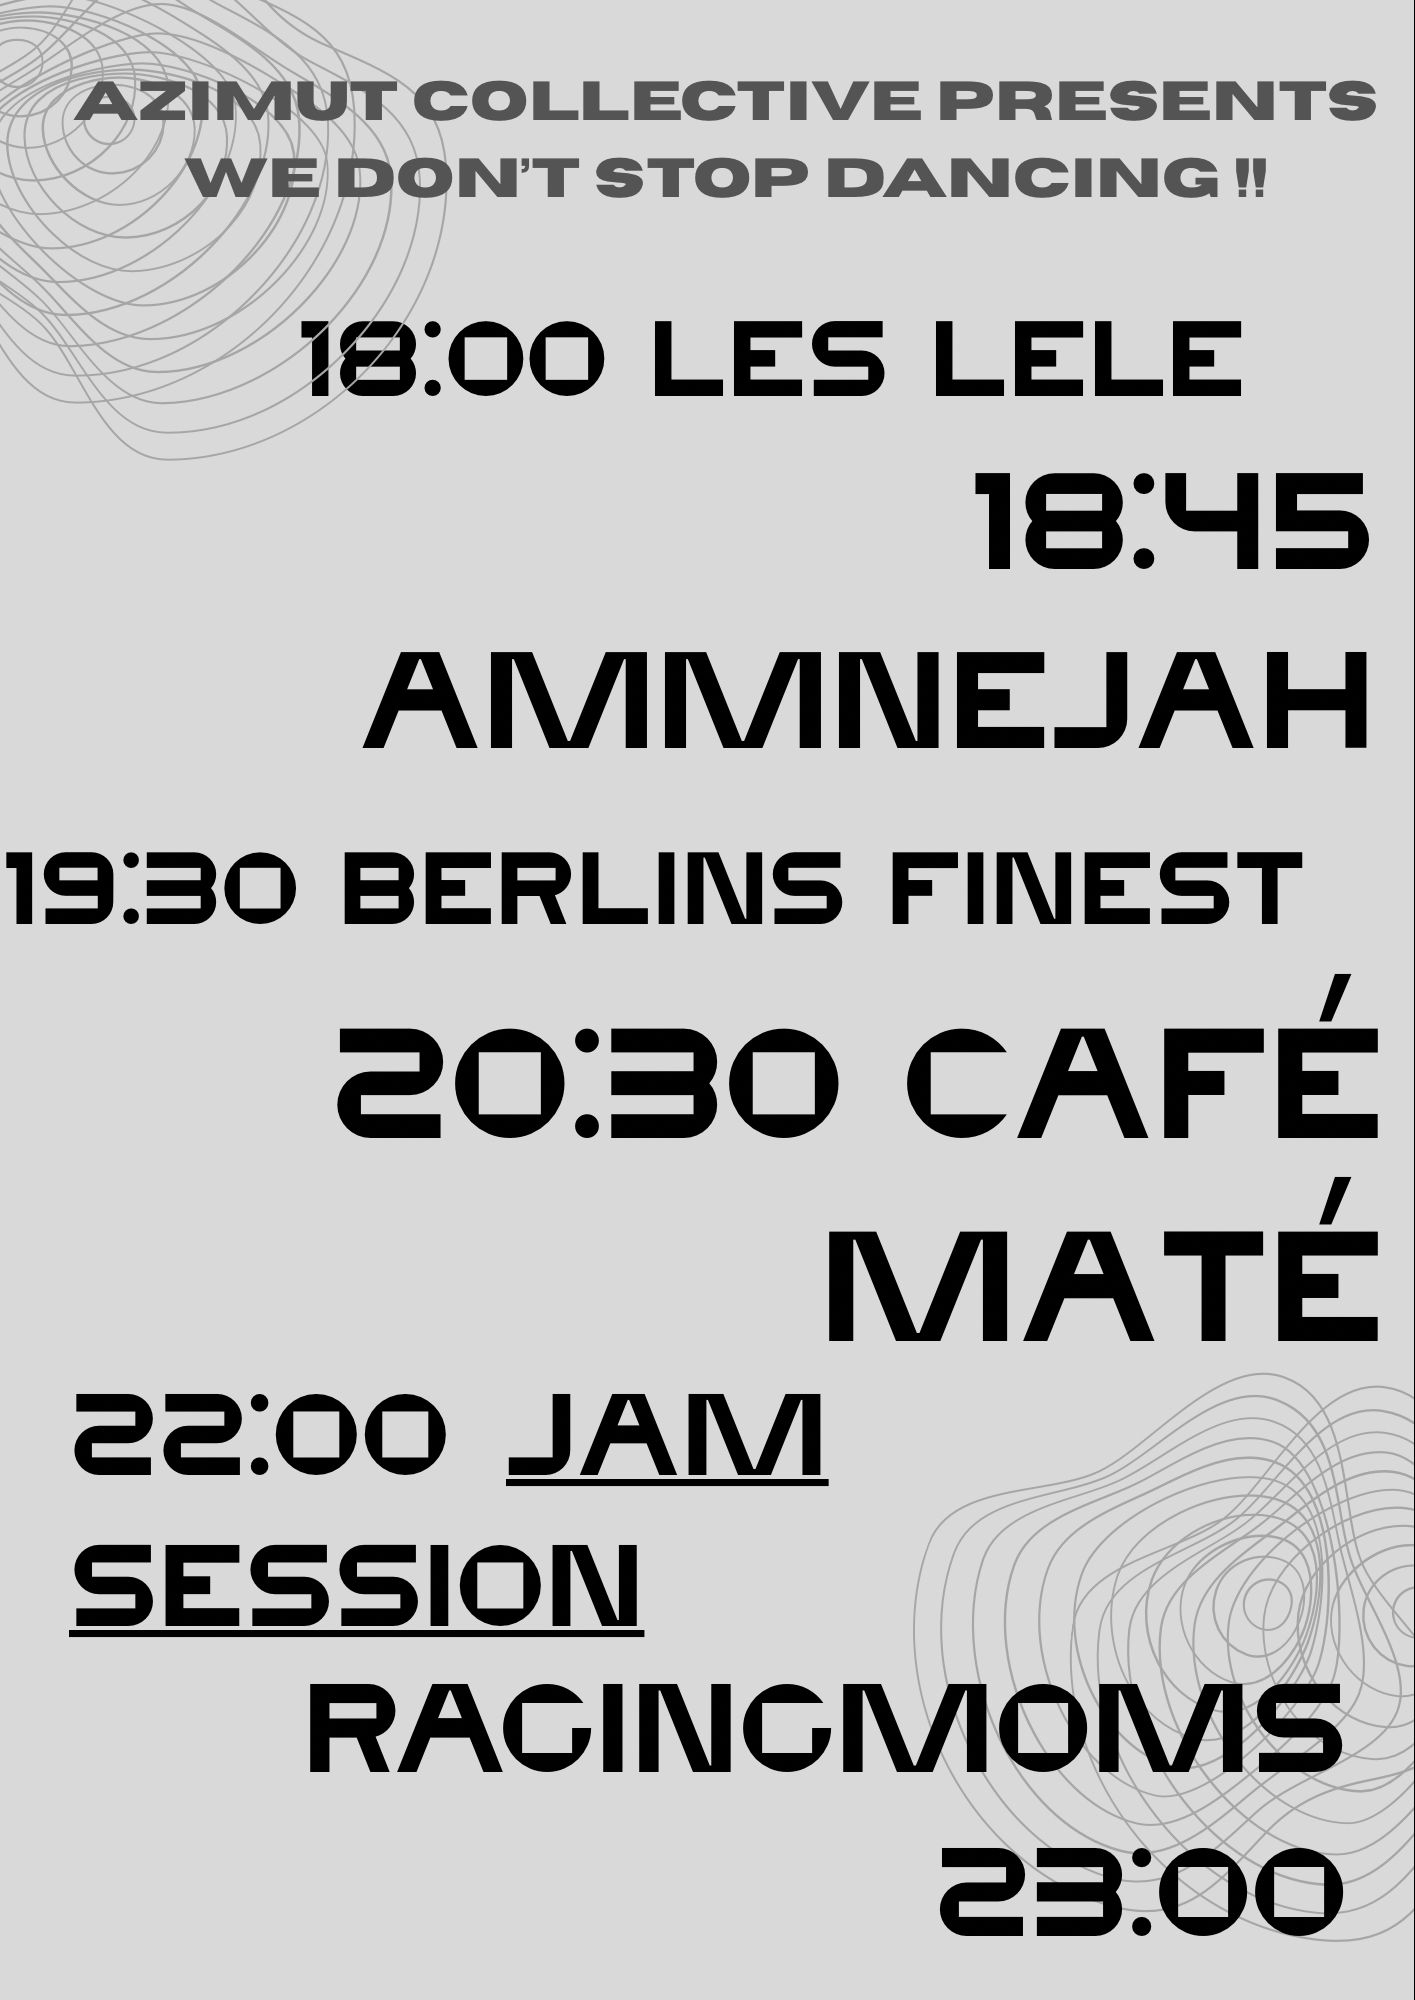 AZIMUT COLLECTIVE PRESENTS
WE DON'T STOP DANCING !!
18:00 LES LELE
18:45
AMMNEJAH
19:30 BERLINS FINEST
20:30 CAFÉ
MATÉ
22:00 JAM
SESSION
RAGINGMOMS
23:00